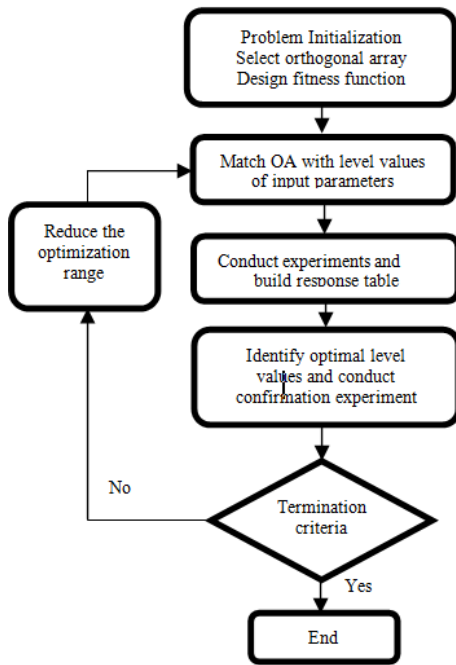 Problem Initialization
Select orthogonal array
Design fitness function
Match OA with level values
of input parameters
Reduce the
optimization
range
Conduct experiments and
build response table
Identify optimal level
values and conduct
confirmation experiment
No
Termination
criteria
Yes
End